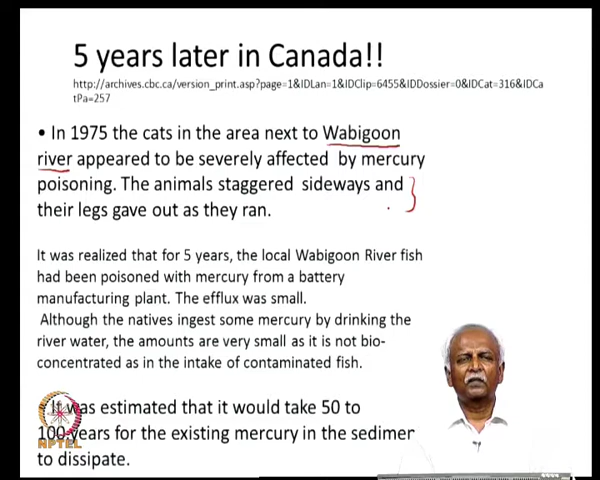 5 years later in Canada!!
http://archives.cbc.ca/version_print.asp?page=1&IDLan=1&IDClip=6455&IDDossier=0&IDCat=316&IDCa
tPa=257
• In 1975 the cats in the area next to Wabigoon
river appeared to be severely affected by mercury
poisoning. The animals staggered sideways and
their legs gave out as they ran.
It was realized that for 5 years, the local Wabigoon River fish
had been poisoned with mercury from a battery
manufacturing plant. The efflux was small.
Although the natives ingest some mercury by drinking the
river water, the amounts are very small as it is not bio-
concentrated as in the intake of contaminated fish.
It was estimated that it would take 50 to
100 years for the existing mercury in the sedimer
to dissipate.
NPTEL